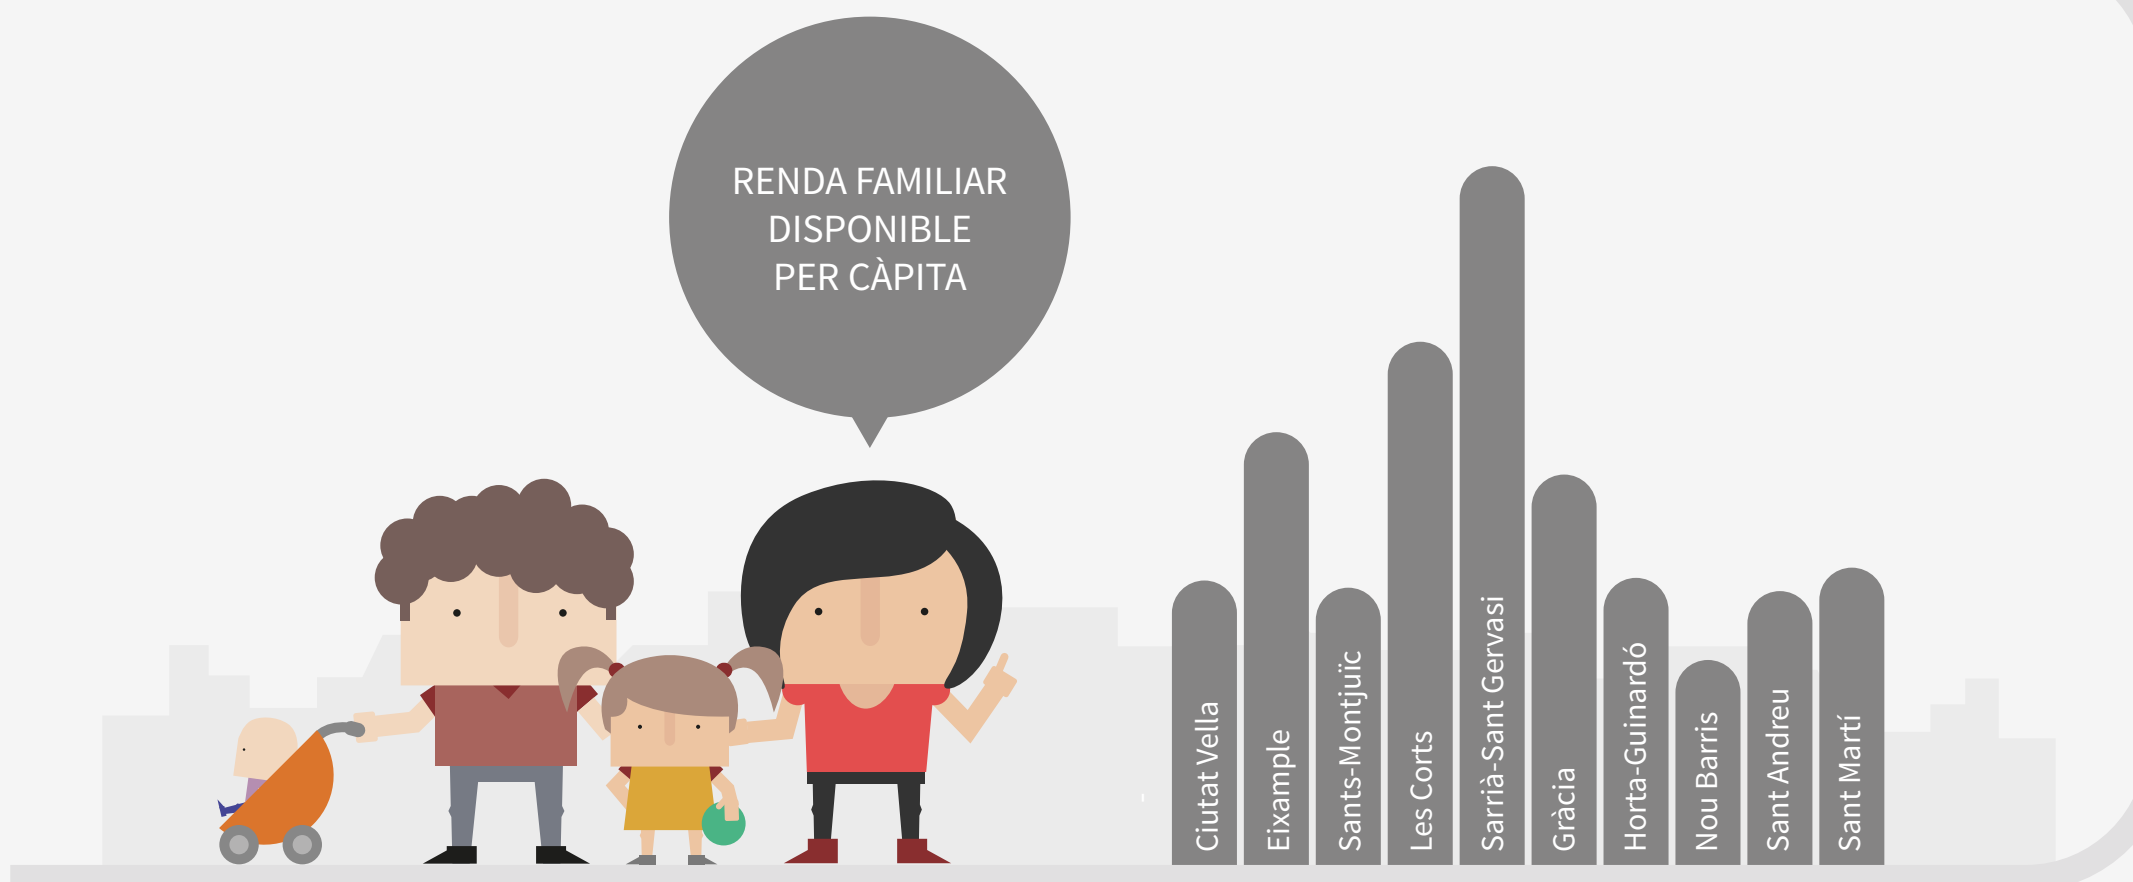 RENDA FAMILIAR
DISPONIBLE
PER CÀPITA
Ciutat Vella
Eixample
Sants-Montjuïc
Les Corts
Sarrià-Sant Gervasi
Gràcia
Horta-Guinardó
Nou Barris
Sant Andreu
Sant Martí